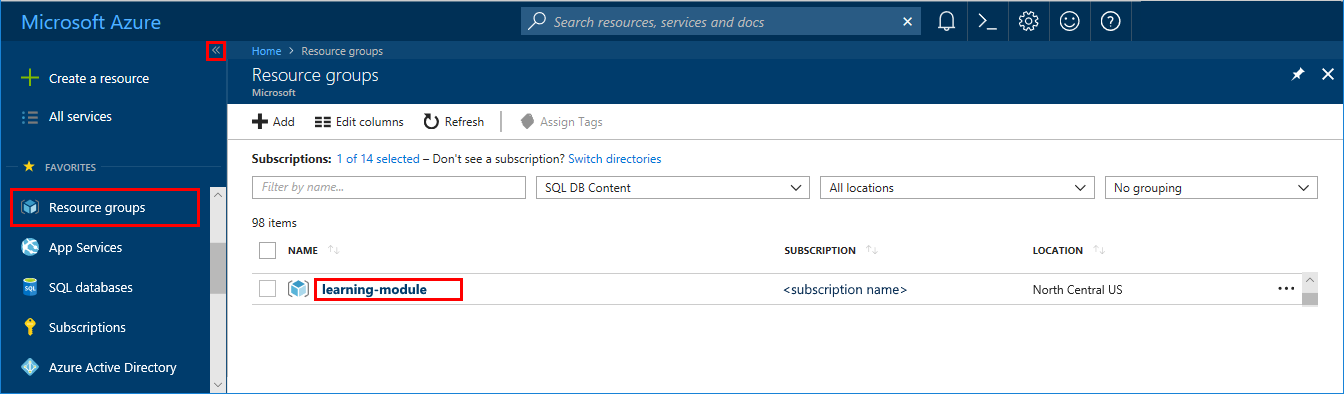 Microsoft Azure
Search resources, services and docs
Create a resource
All services
FAVORITES
Resource groups
App Services
SQL databases
Subscriptions
Azure Active Directory
Home > Resource groups
Resource groups
Microsoft
Add Edit columns Refresh Assign Tags
Subscriptions: 1 of 14 selected – Don't see a subscription? Switch directories
Filter by name... SQL DB Content All locations No grouping
98 items
NAME SUBSCRIPTION LOCATION
learning-module <subscription name> North Central US